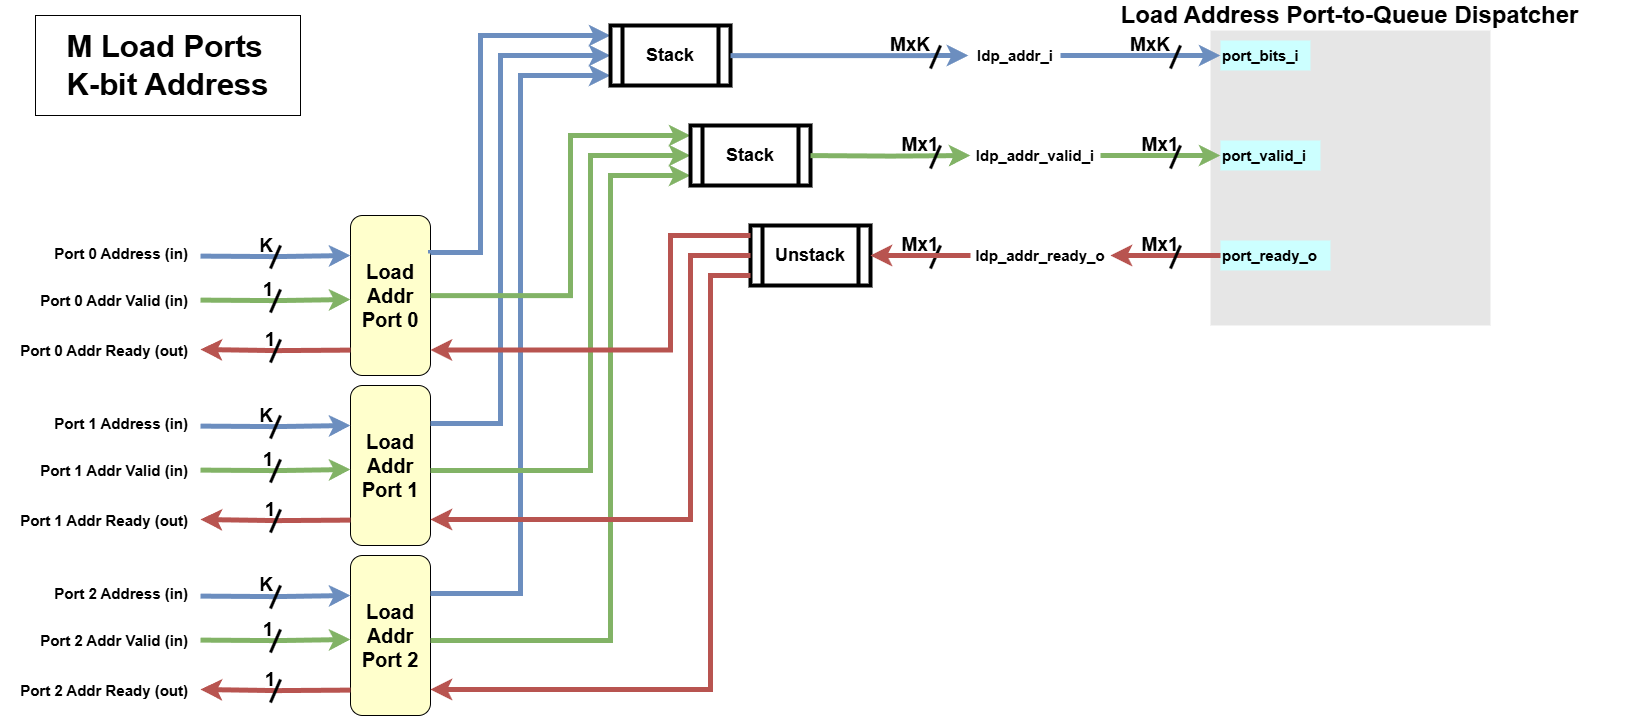 Load Address Port-to-Queue Dispatcher
M Load Ports
K-bit Address
Stack
MxK
ldp_addr_i
MxK
port_bits_i
Stack
Mx1
ldp_addr_valid_i
Mx1
port_valid_i
Unstack
Mx1
ldp_addr_ready_o
Mx1
port_ready_o
Port 0 Address (in)
K
Port 0 Addr Valid (in)
1
Port 0 Addr Ready (out)
1
Load
Addr
Port 0
Port 1 Address (in)
K
Port 1 Addr Valid (in)
1
Port 1 Addr Ready (out)
1
Load
Addr
Port 1
Port 2 Address (in)
K
Port 2 Addr Valid (in)
1
Port 2 Addr Ready (out)
1
Load
Addr
Port 2